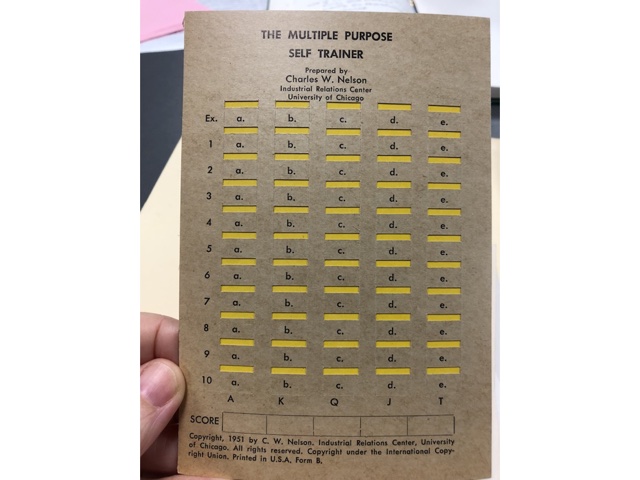 THE MULTIPLE PURPOSE
SELF TRAINER
Prepared by
Charles W. Nelson
Industrial Relations Center
University of Chicago
Ex. a. b. c. d. e.
1 a. b. c. d. e.
2 a. b. c. d. e.
3 a. b. c. d. e.
4 a. b. c. d. e.
5 a. b. c. d. e.
6 a. b. c. d. e.
7 a. b. c. d. e.
8 a. b. c. d. e.
9 a. b. c. d. e.
10 a. b. c. d. e.
A K Q J T
SCORE
Copyright, 1951 by C. W. Nelson, Industrial Relations Center, University
of Chicago. All rights reserved. Copyright under the International Copy-
right Union. Printed in U.S.A. Form B.